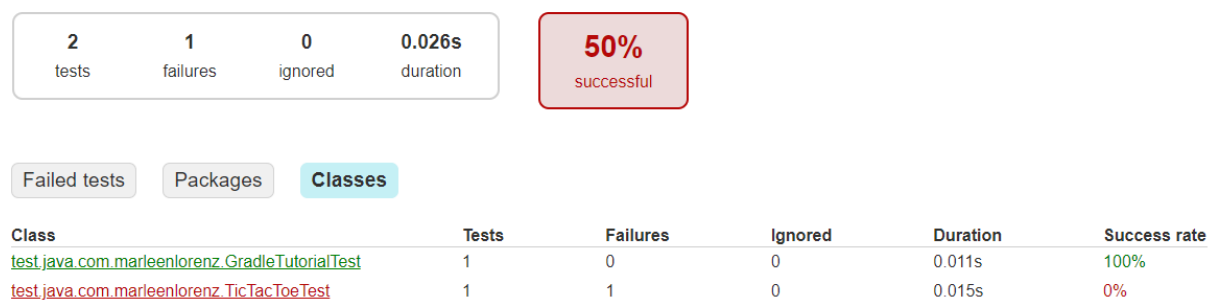 2 1 0 0.026s 50%
tests failures ignored duration successful
Failed tests Packages Classes
Class Tests Failures Ignored Duration Success rate
test.java.com.marleenlorenz.GradleTutorialTest 1 0 0 0.011s 100%
test.java.com.marleenlorenz.TicTacToeTest 1 1 0 0.015s 0%